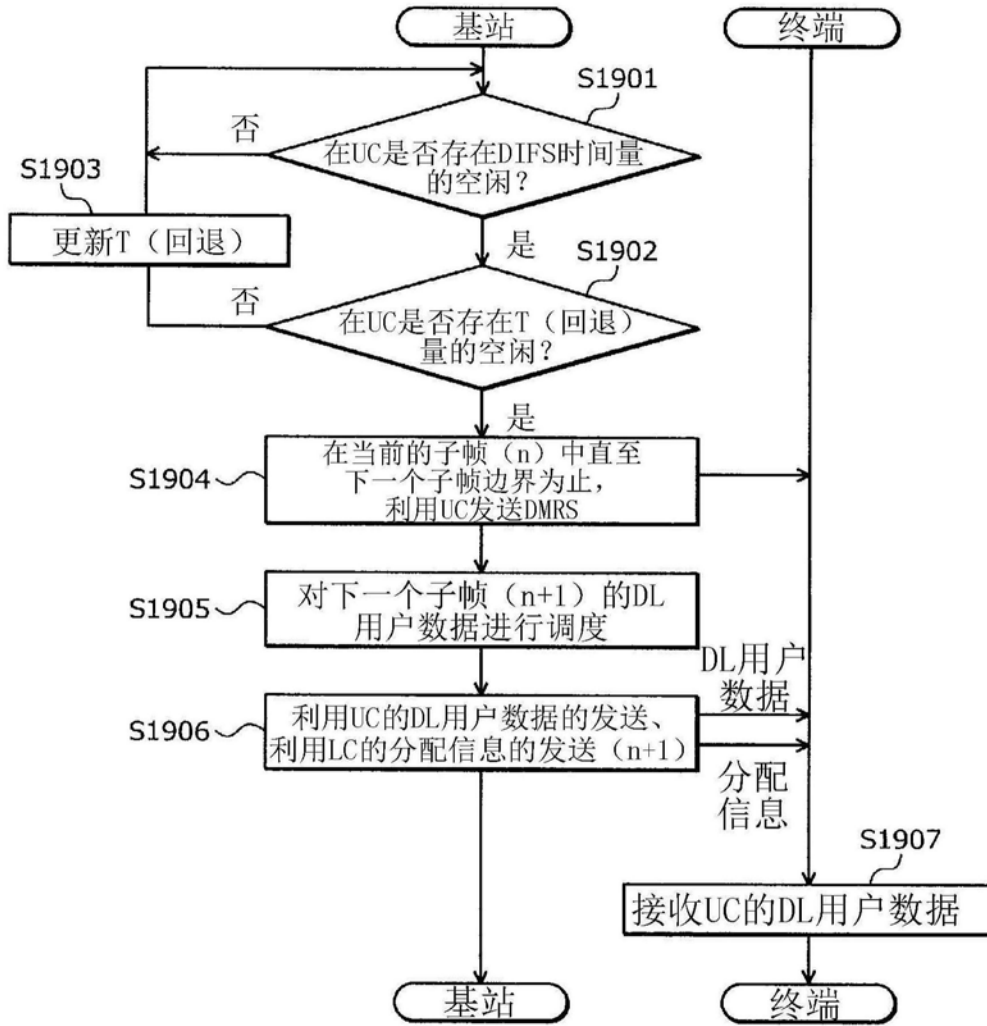 基站
终端
S1901
在UC是否存在DIFS时间量
的空闲?
否
是
S1903
更新T（回退）
S1902
在UC是否存在T（回退）
量的空闲?
否
是
S1904
在当前的子帧（n）中直至
下一个子帧边界为止，
利用UC发送DMRS
S1905
对下一个子帧（n+1）的DL
用户数据进行调度
DL用户
数据
S1906
利用UC的DL用户数据的发送、
利用LC的分配信息的发送（n+1）
分配
信息
S1907
接收UC的DL用户数据
基站
终端